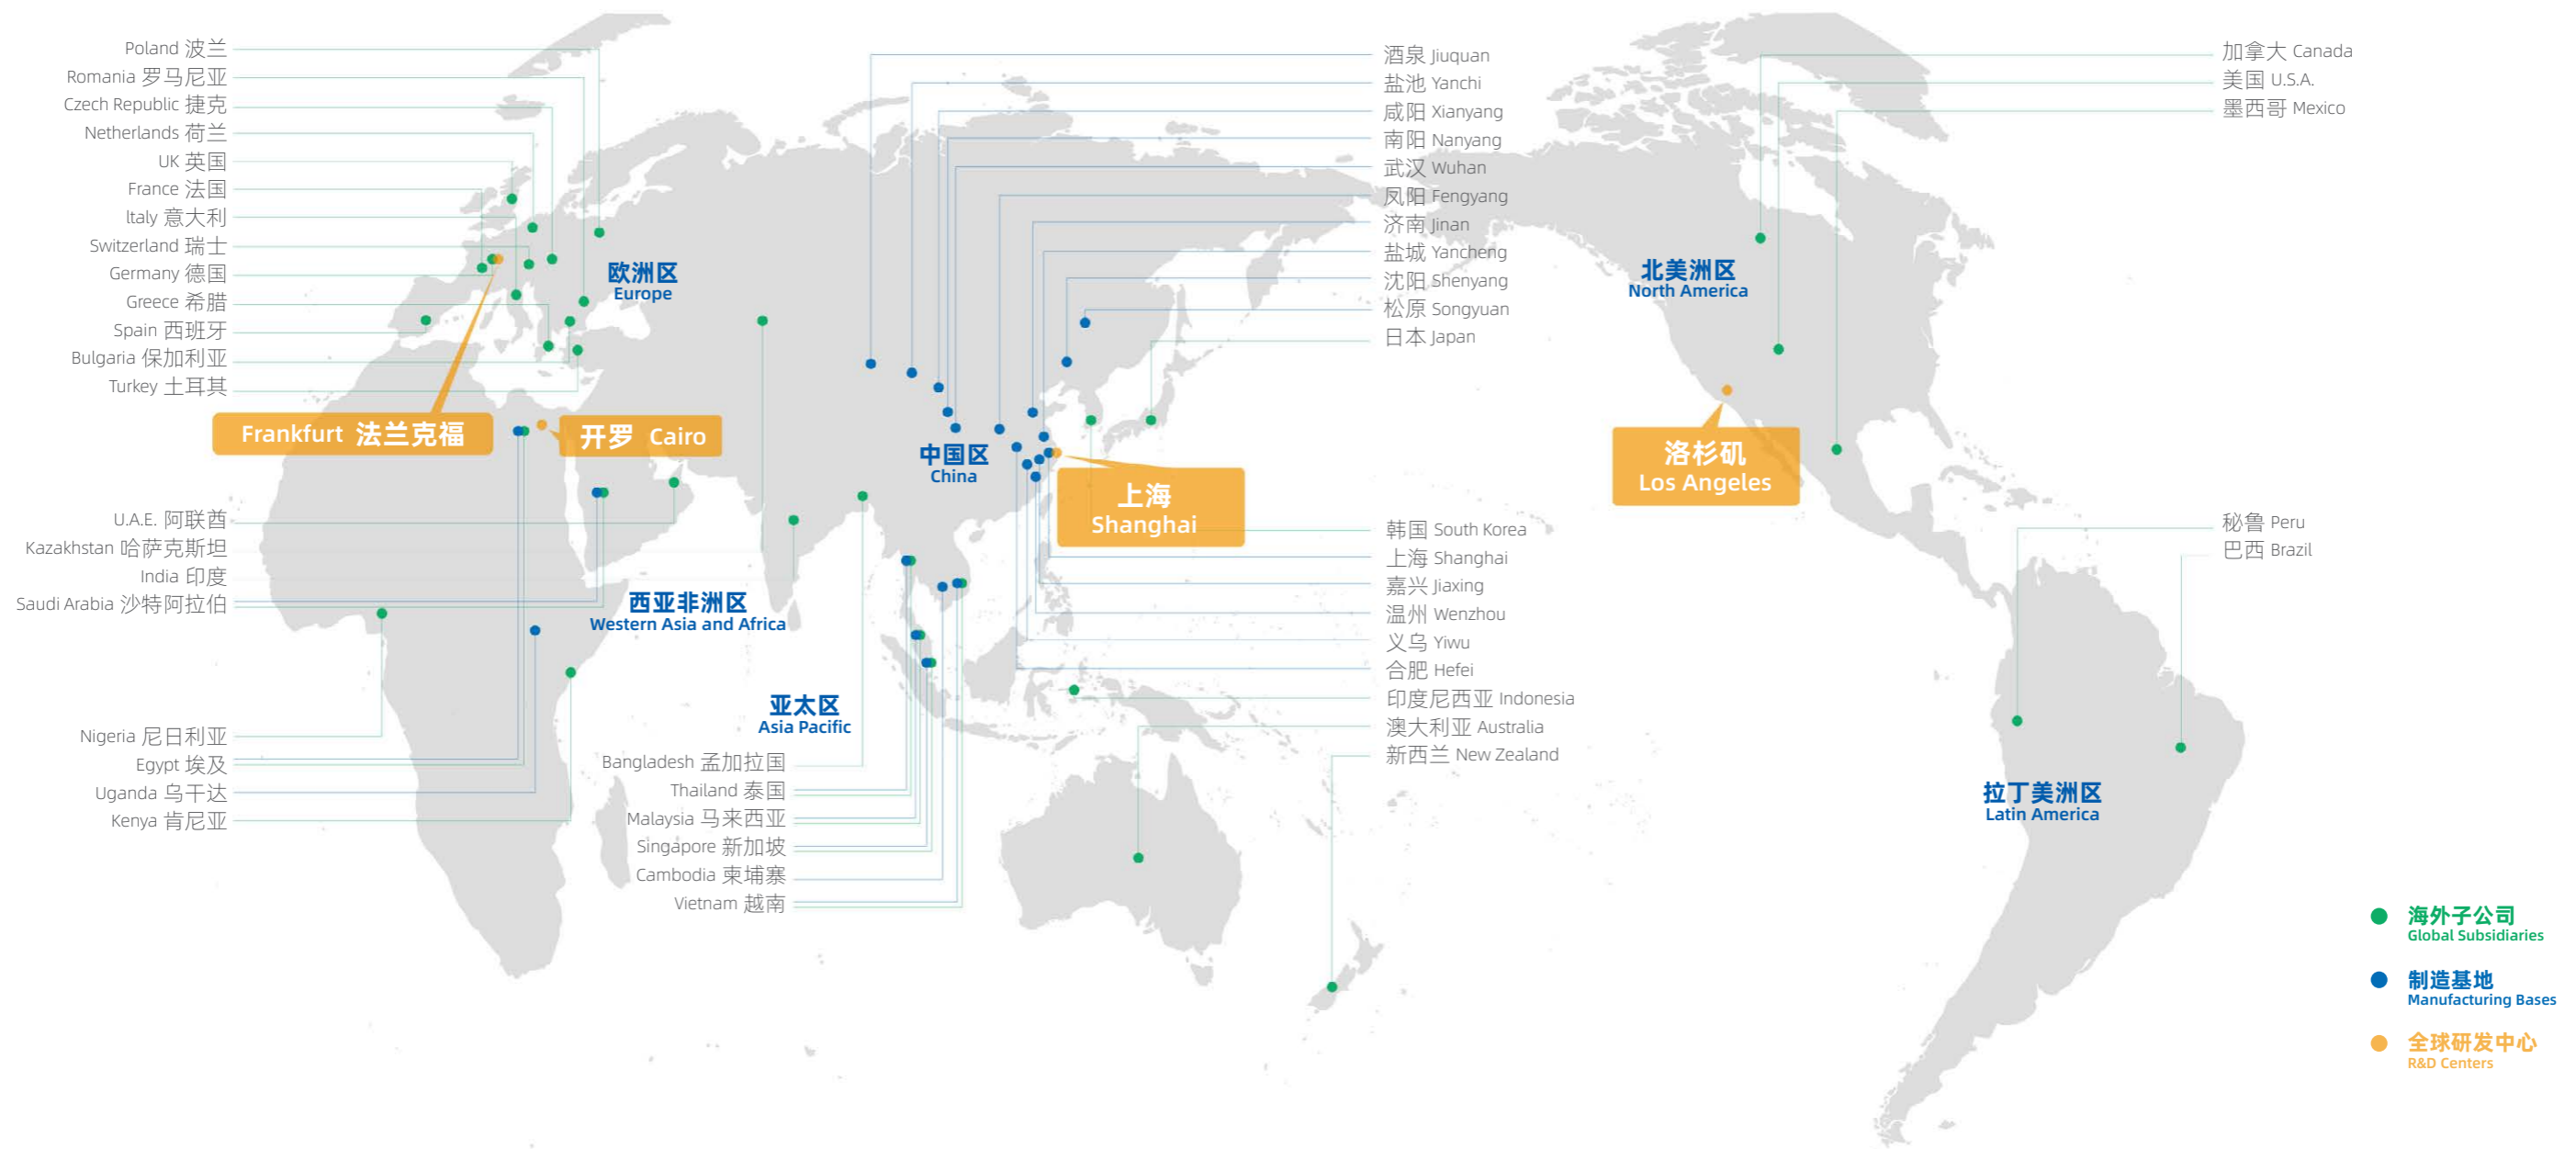 Poland 波兰
Romania 罗马尼亚
Czech Republic 捷克
Netherlands 荷兰
UK 英国
France 法国
ltaly 意大利
Switzerland 瑞士
Germany 德国
Greece 希腊
Spain 西班牙
Bulgaria 保加利亚
Turkey 土耳其
Frankfurt 法兰克福
开罗 Cairo
欧洲区
Europe
U.A.E. 阿联酋
Kazakhstan 哈萨克斯坦
India 印度
Saudi Arabia 沙特阿拉伯
西亚非洲区
Western Asia and Africa
Nigeria 尼日利亚
Egypt 埃及
Uganda 乌干达
Kenya 肯尼亚
亚太区
Asia Pacific
Bangladesh 孟加拉国
Thailand 泰国
Malaysia 马来西亚
Singapore 新加坡
Cambodia 柬埔寨
Vietnam 越南
酒泉 Jiuquan
盐池 Yanchi
咸阳 Xianyang
南阳 Nanyang
武汉 Wuhan
凤阳 Fengyang
济南 Jinan
盐城 Yancheng
沈阳 Shenyang
松原 Songyuan
日本 Japan
中国区
China
上海
Shanghai
韩国 South Korea
上海 Shanghai
嘉兴 Jiaxing
温州 Wenzhou
义乌 Yiwu
合肥 Hefei
印度尼西亚 Indonesia
澳大利亚 Australia
新西兰 New Zealand
加拿大 Canada
美国 U.S.A.
墨西哥 Mexico
北美洲区
North America
洛杉矶
Los Angeles
秘鲁 Peru
巴西 Brazil
拉丁美洲区
Latin America
海外子公司
Global Subsidiaries
制造基地
Manufacturing Bases
全球研发中心
R&D Centers